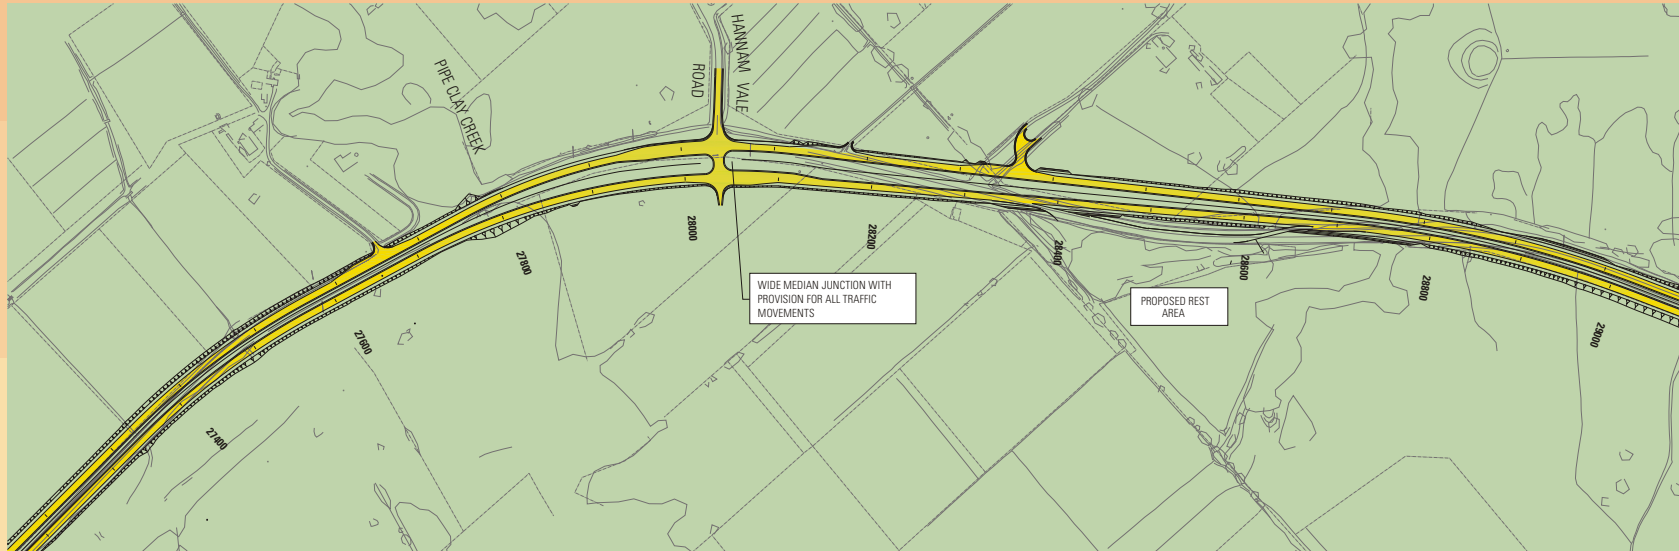 HANNAM VALE
ROAD
PIPE CLAY CREEK
WIDE MEDIAN JUNCTION WITH
PROVISION FOR ALL TRAFFIC
MOVEMENTS
PROPOSED REST
AREA
27400
27600
27800
28000
28200
28400
28600
28800
29000